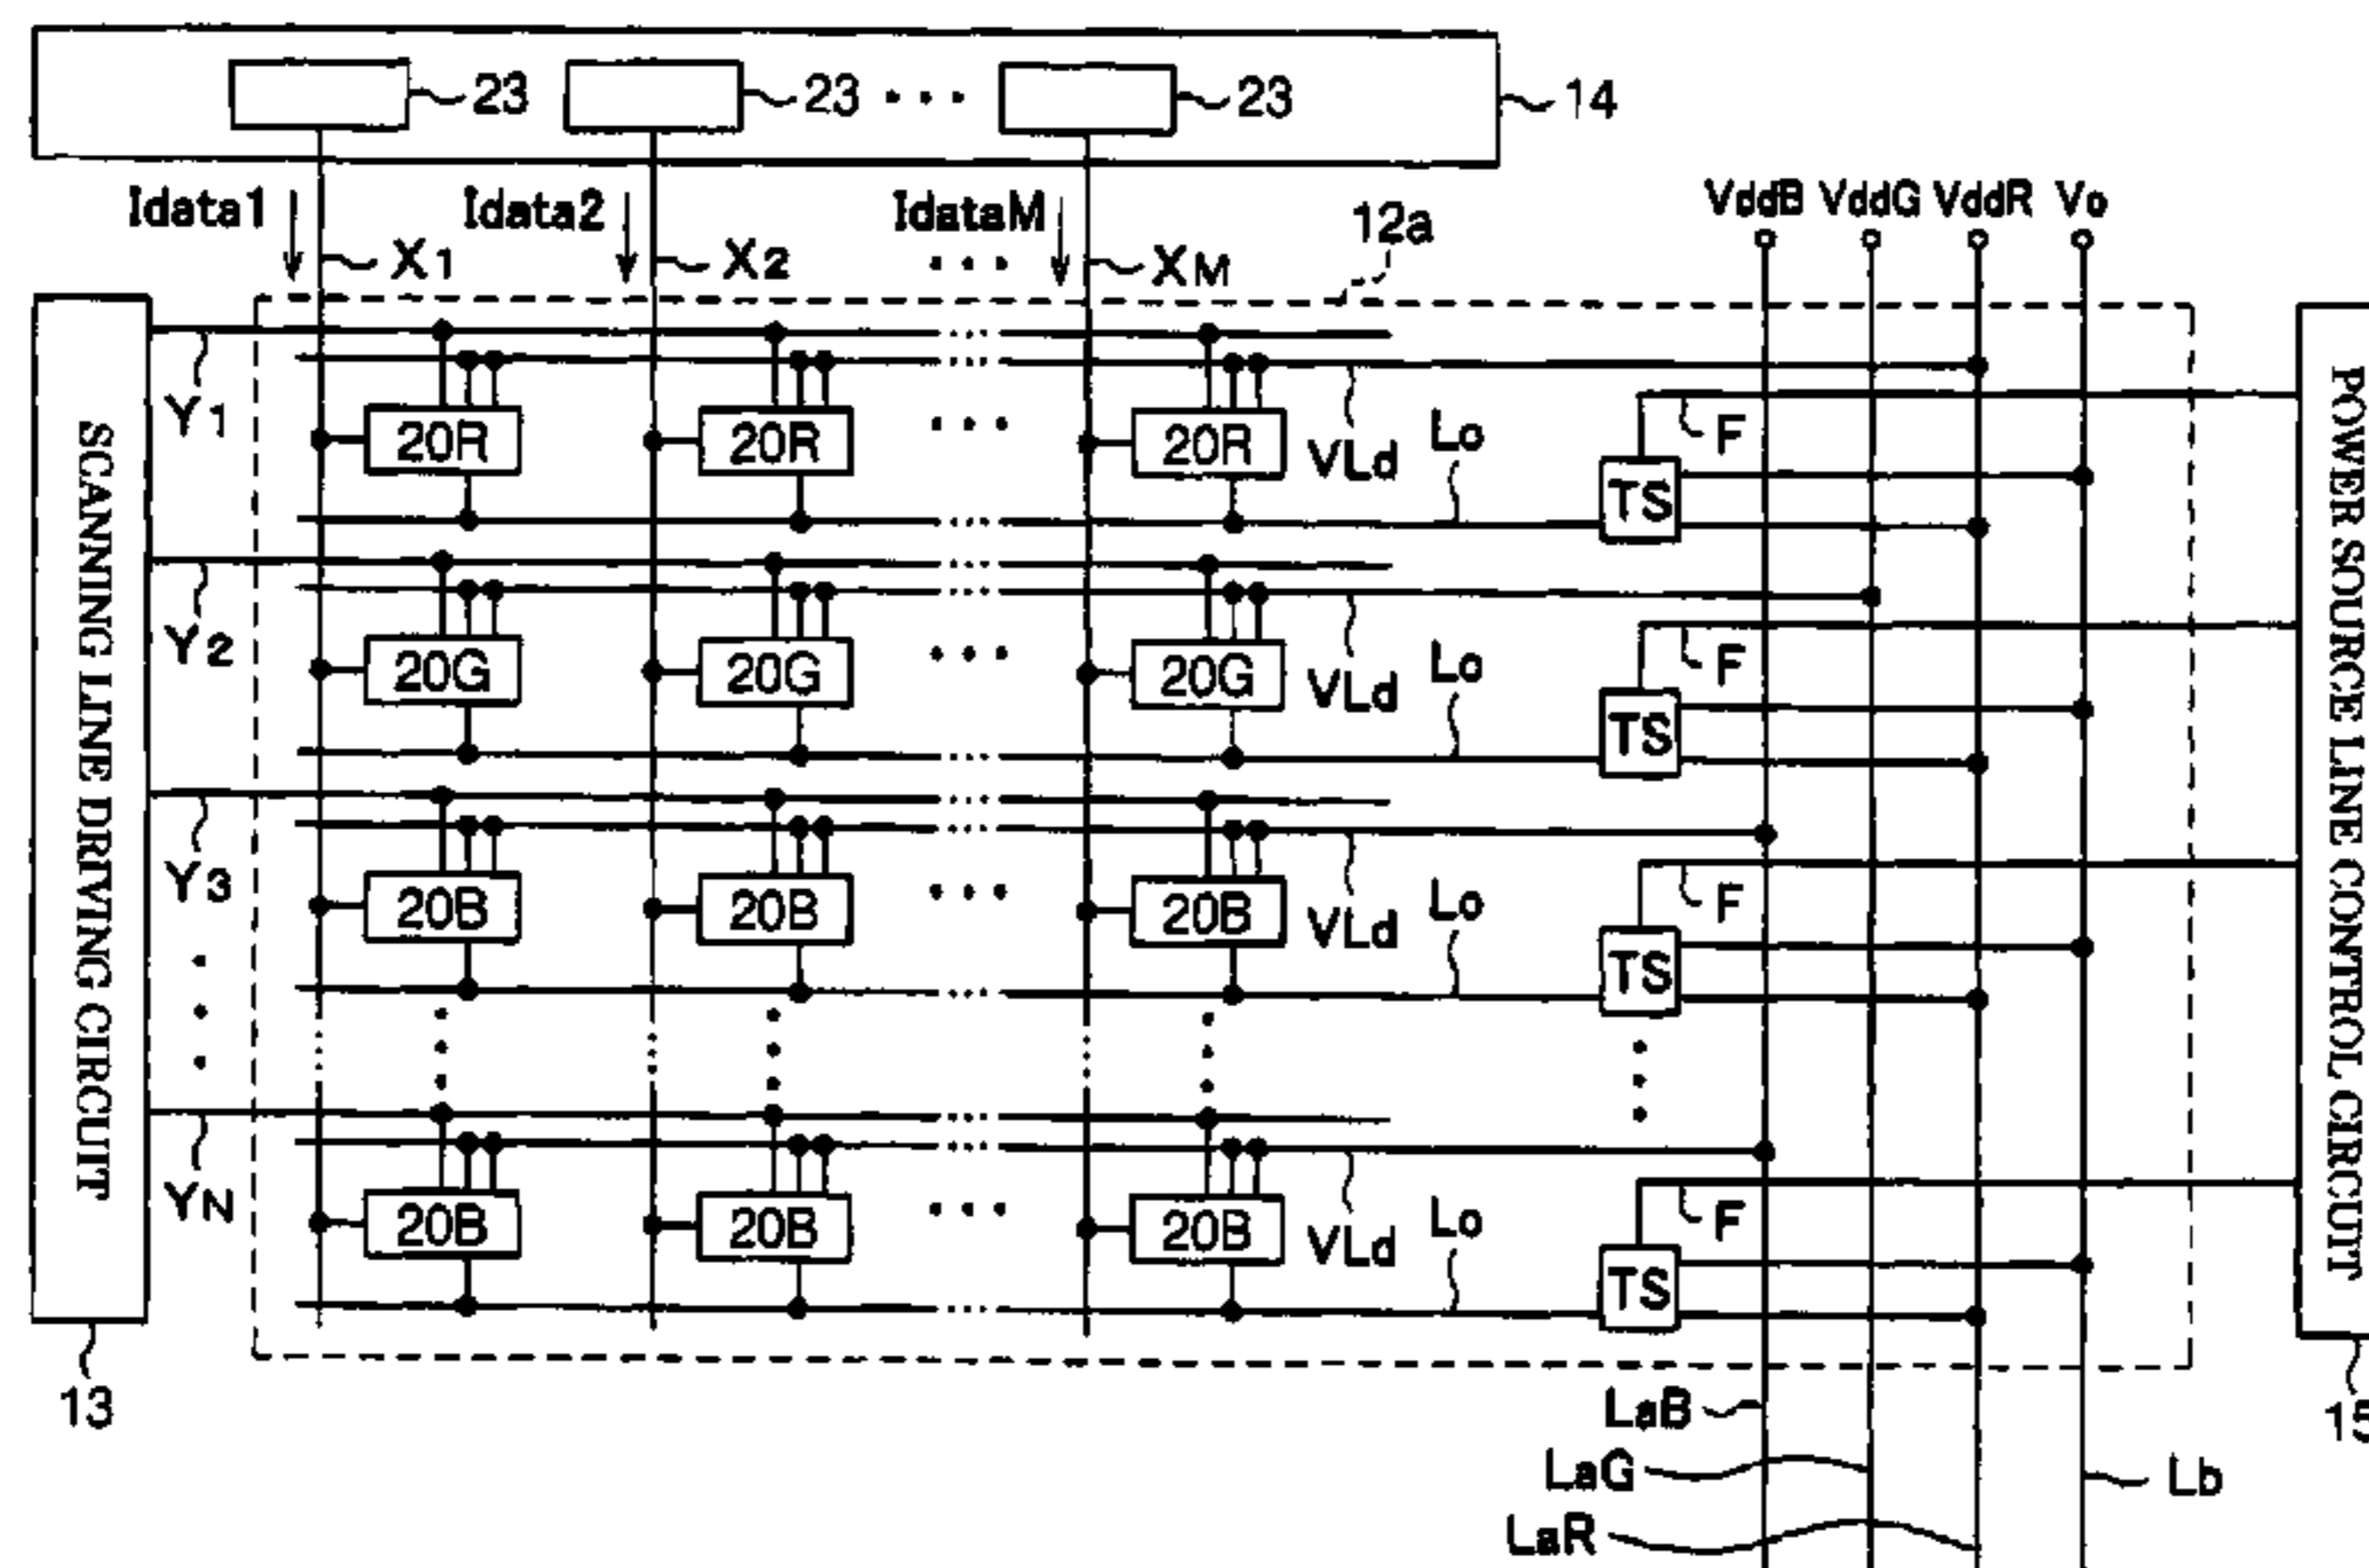 23 23 ··· 23 14
Idata1 Idata2 IdataM 12a VddB VddG VddR Vo
X1 X2 ··· XM
Y1 20R 20R ··· 20R VLd Lo F
TS
Y2 20G 20G ··· 20G VLd Lo F
TS
Y3 20B 20B ··· 20B VLd Lo F
TS
YN 20B 20B ··· 20B VLd Lo F
TS
SCANNING LINE DRIVING CIRCUIT
POWER SOURCE LINE CONTROL CIRCUIT
13 LaB 15
LaG Lb
LaR